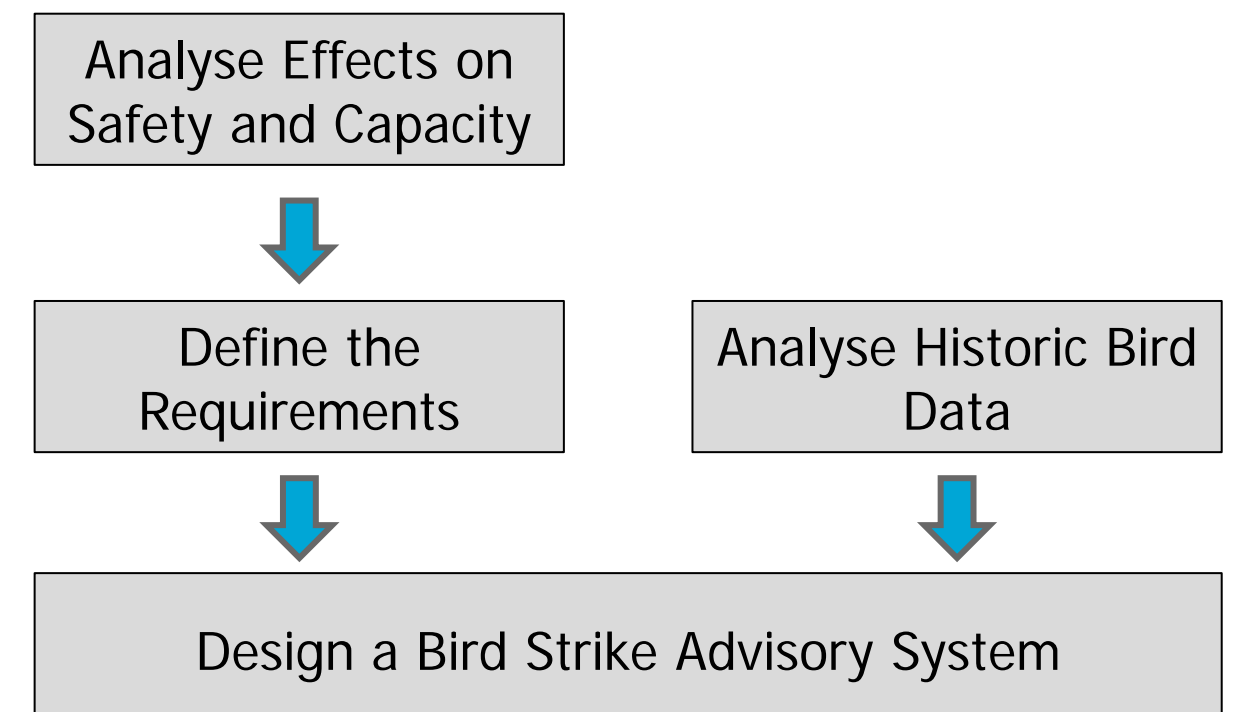 Analyse Effects on
Safety and Capacity
Define the
Requirements
Analyse Historic Bird
Data
Design a Bird Strike Advisory System